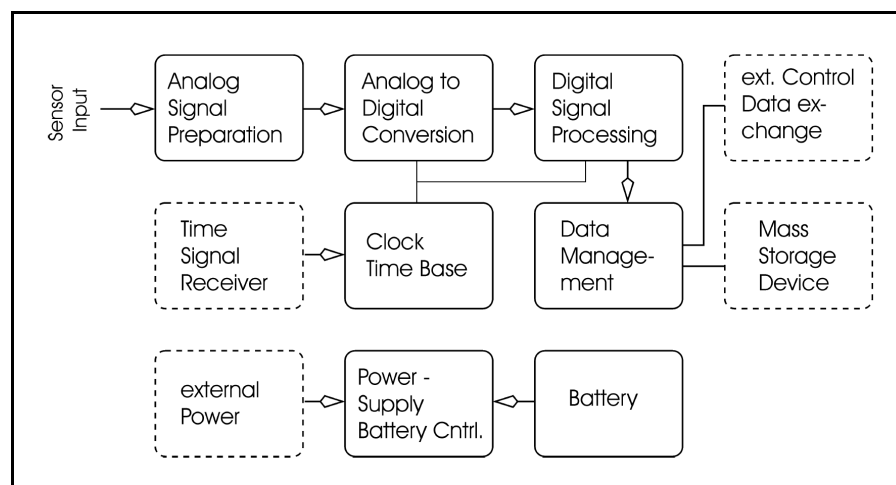 Sensor
Input
Analog
Signal
Preparation
Analog to
Digital
Conversion
Digital
Signal
Processing
ext. Control
Data ex-
change
Time
Signal
Receiver
Clock
Time Base
Data
Manage-
ment
Mass
Storage
Device
external
Power
Power -
Supply
Battery Cntrl.
Battery